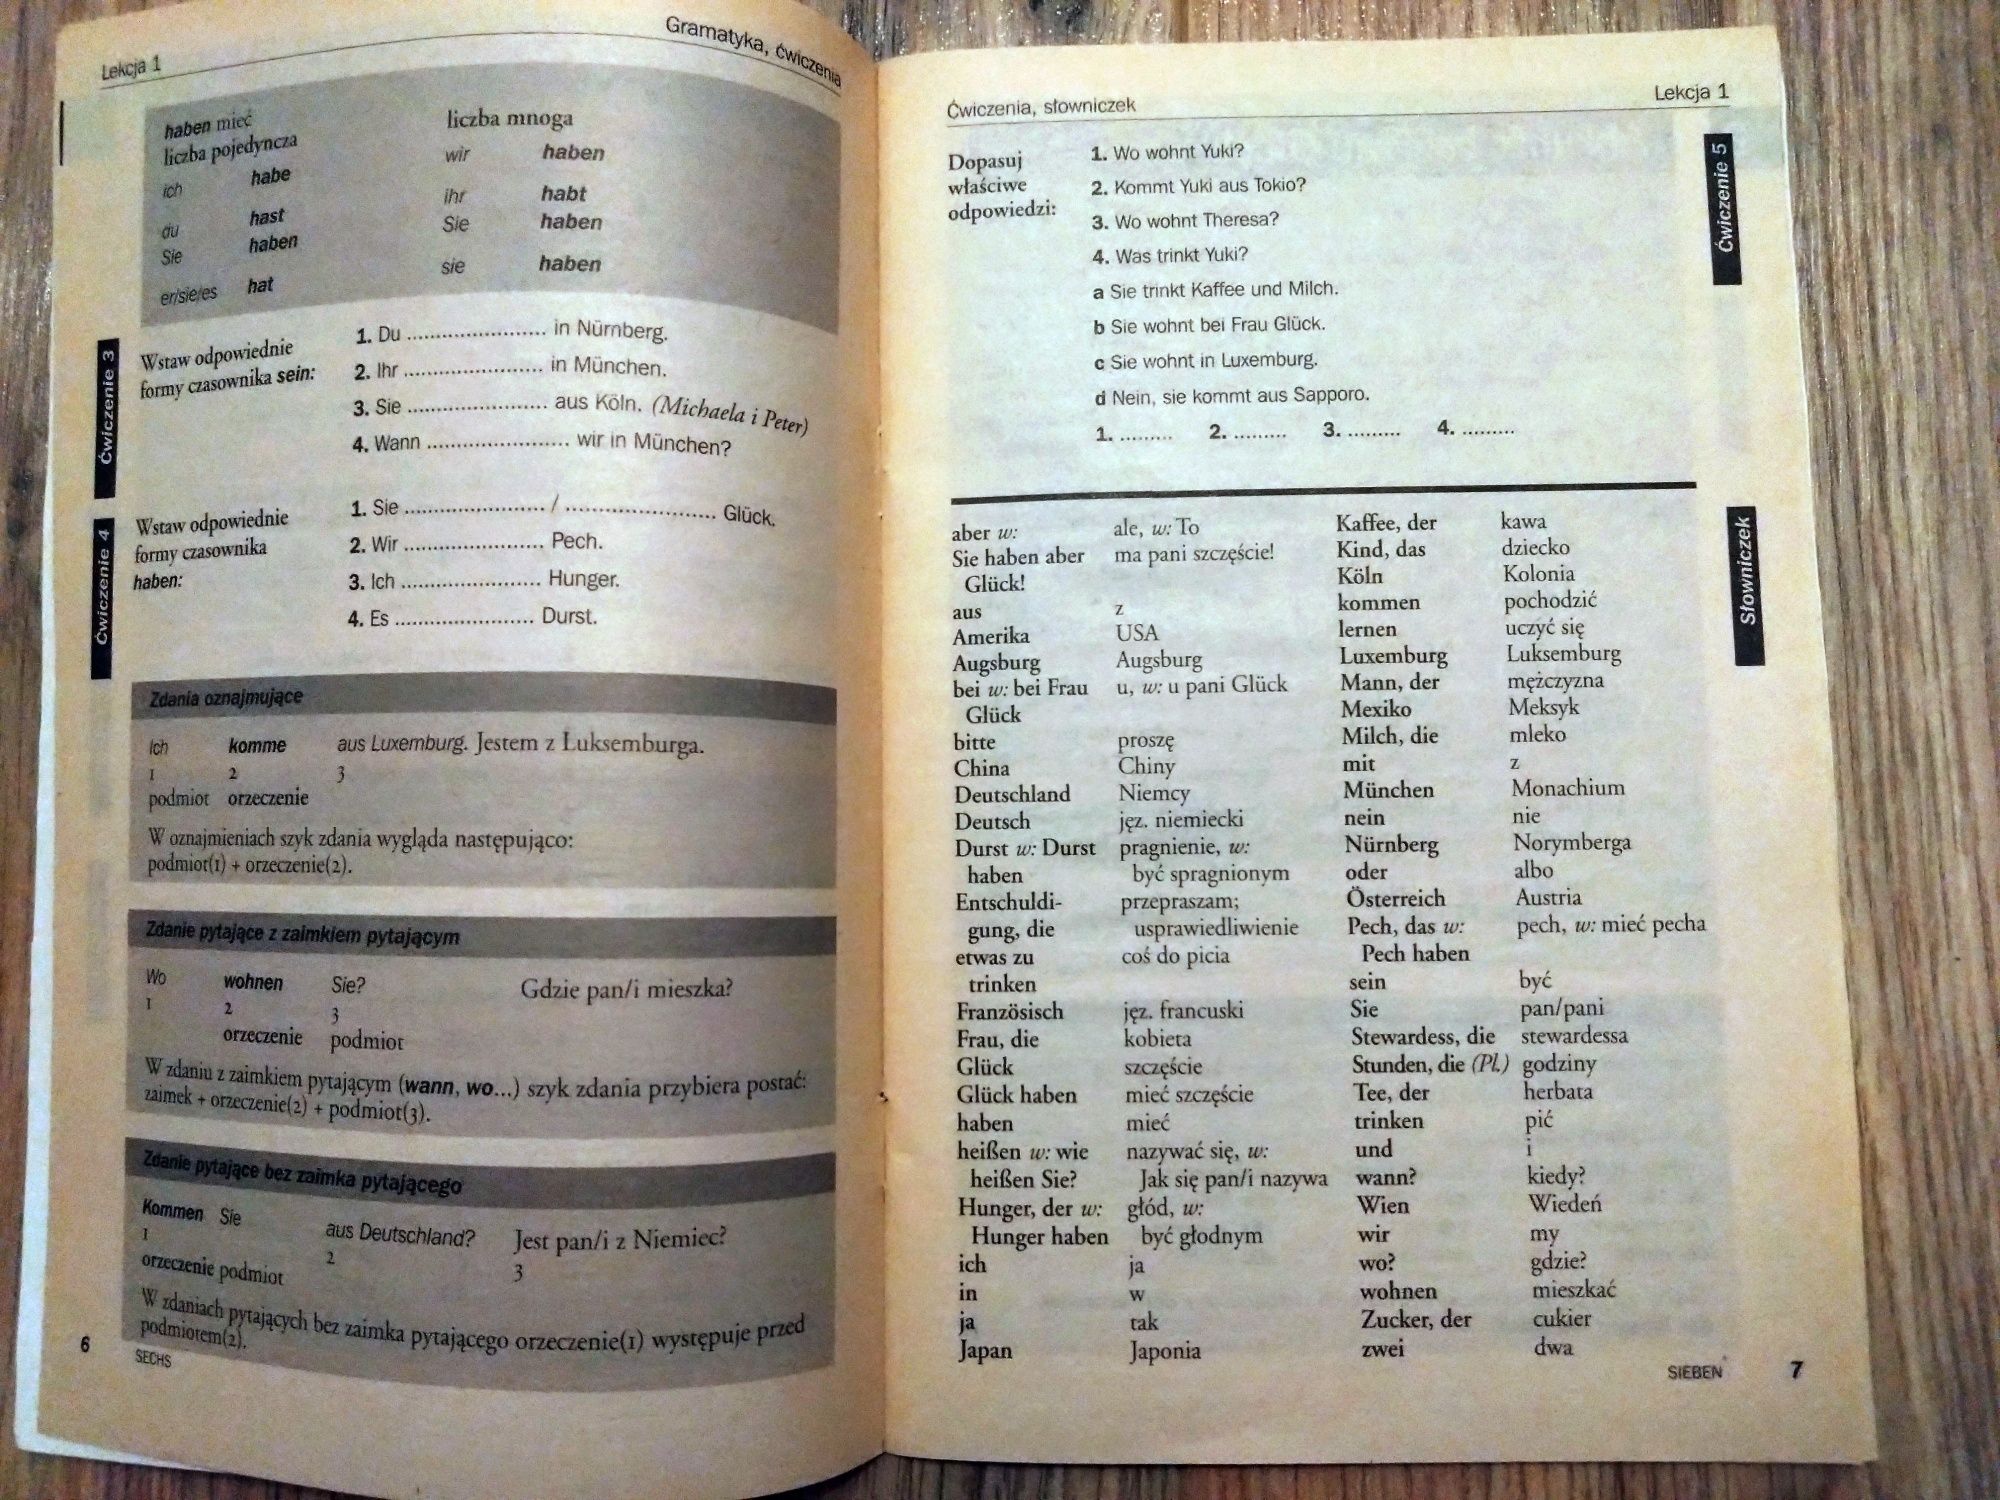 Lekcja 1
Gramatyka, ćwiczenia
haben mieć
liczba pojedyncza
liczba mnoga
ich habe
wir haben
du hast
ihr habt
Sie haben
Sie haben
er/sie/es hat
sie haben
Ćwiczenie 3
Wstaw odpowiednie
formy czasownika sein:
1. Du ........................ in Nürnberg.
2. Ihr ........................ in München.
3. Sie ........................ aus Köln. (Michaela i Peter)
4. Wann ........................ wir in München?
Ćwiczenie 4
Wstaw odpowiednie
formy czasownika
haben:
1. Sie ........................ / ........................ Glück.
2. Wir ........................ Pech.
3. Ich ........................ Hunger.
4. Es ........................ Durst.
Zdania oznajmujące
Ich komme aus Luxemburg. Jestem z Luksemburga.
1 2 3
podmiot orzeczenie
W oznajmieniach szyk zdania wygląda następująco:
podmiot(1) + orzeczenie(2).
Zdanie pytające z zaimkiem pytającym
Wo wohnen Sie? Gdzie pan/i mieszka?
1 2 3
orzeczenie podmiot
W zdaniu z zaimkiem pytającym (wann, wo...) szyk zdania przybiera postać:
zaimek + orzeczenie(2) + podmiot(3).
Zdanie pytające bez zaimka pytającego
Kommen Sie aus Deutschland? Jest pan/i z Niemiec?
1 2 3
orzeczenie podmiot
W zdaniach pytających bez zaimka pytającego orzeczenie(1) występuje przed
podmiotem(2).
6
SECHS
Ćwiczenia, słowniczek
Lekcja 1
Ćwiczenie 5
Dopasuj
właściwe
odpowiedzi:
1. Wo wohnt Yuki?
2. Kommt Yuki aus Tokio?
3. Wo wohnt Theresa?
4. Was trinkt Yuki?
a Sie trinkt Kaffee und Milch.
b Sie wohnt bei Frau Glück.
c Sie wohnt in Luxemburg.
d Nein, sie kommt aus Sapporo.
1. ......... 2. ......... 3. ......... 4. .........
Słowniczek
aber w: ale, w: To
Sie haben aber ma pani szczęście!
Glück!
aus z
Amerika USA
Augsburg Augsburg
bei w: bei Frau u, w: u pani Glück
Glück
bitte proszę
China Chiny
Deutschland Niemcy
Deutsch jęz. niemiecki
Durst w: Durst pragnienie, w:
haben być spragnionym
Entschuldi- przepraszam;
gung, die usprawiedliwienie
etwas zu coś do picia
trinken
Französisch jęz. francuski
Frau, die kobieta
Glück szczęście
Glück haben mieć szczęście
haben mieć
heißen w: wie nazywać się, w:
heißen Sie? Jak się pan/i nazywa
Hunger, der w: głód, w:
Hunger haben być głodnym
ich ja
in w
ja tak
Japan Japonia
Kaffee, der kawa
Kind, das dziecko
Köln Kolonia
kommen pochodzić
lernen uczyć się
Luxemburg Luksemburg
Mann, der mężczyzna
Mexiko Meksyk
Milch, die mleko
mit z
München Monachium
nein nie
Nürnberg Norymberga
oder albo
Österreich Austria
Pech, das w: pech, w: mieć pecha
Pech haben
sein być
Sie pan/pani
Stewardess, die stewardessa
Stunden, die (Pl.) godziny
Tee, der herbata
trinken pić
und i
wann? kiedy?
Wien Wiedeń
wir my
wo? gdzie?
wohnen mieszkać
Zucker, der cukier
zwei dwa
SIEBEN
7